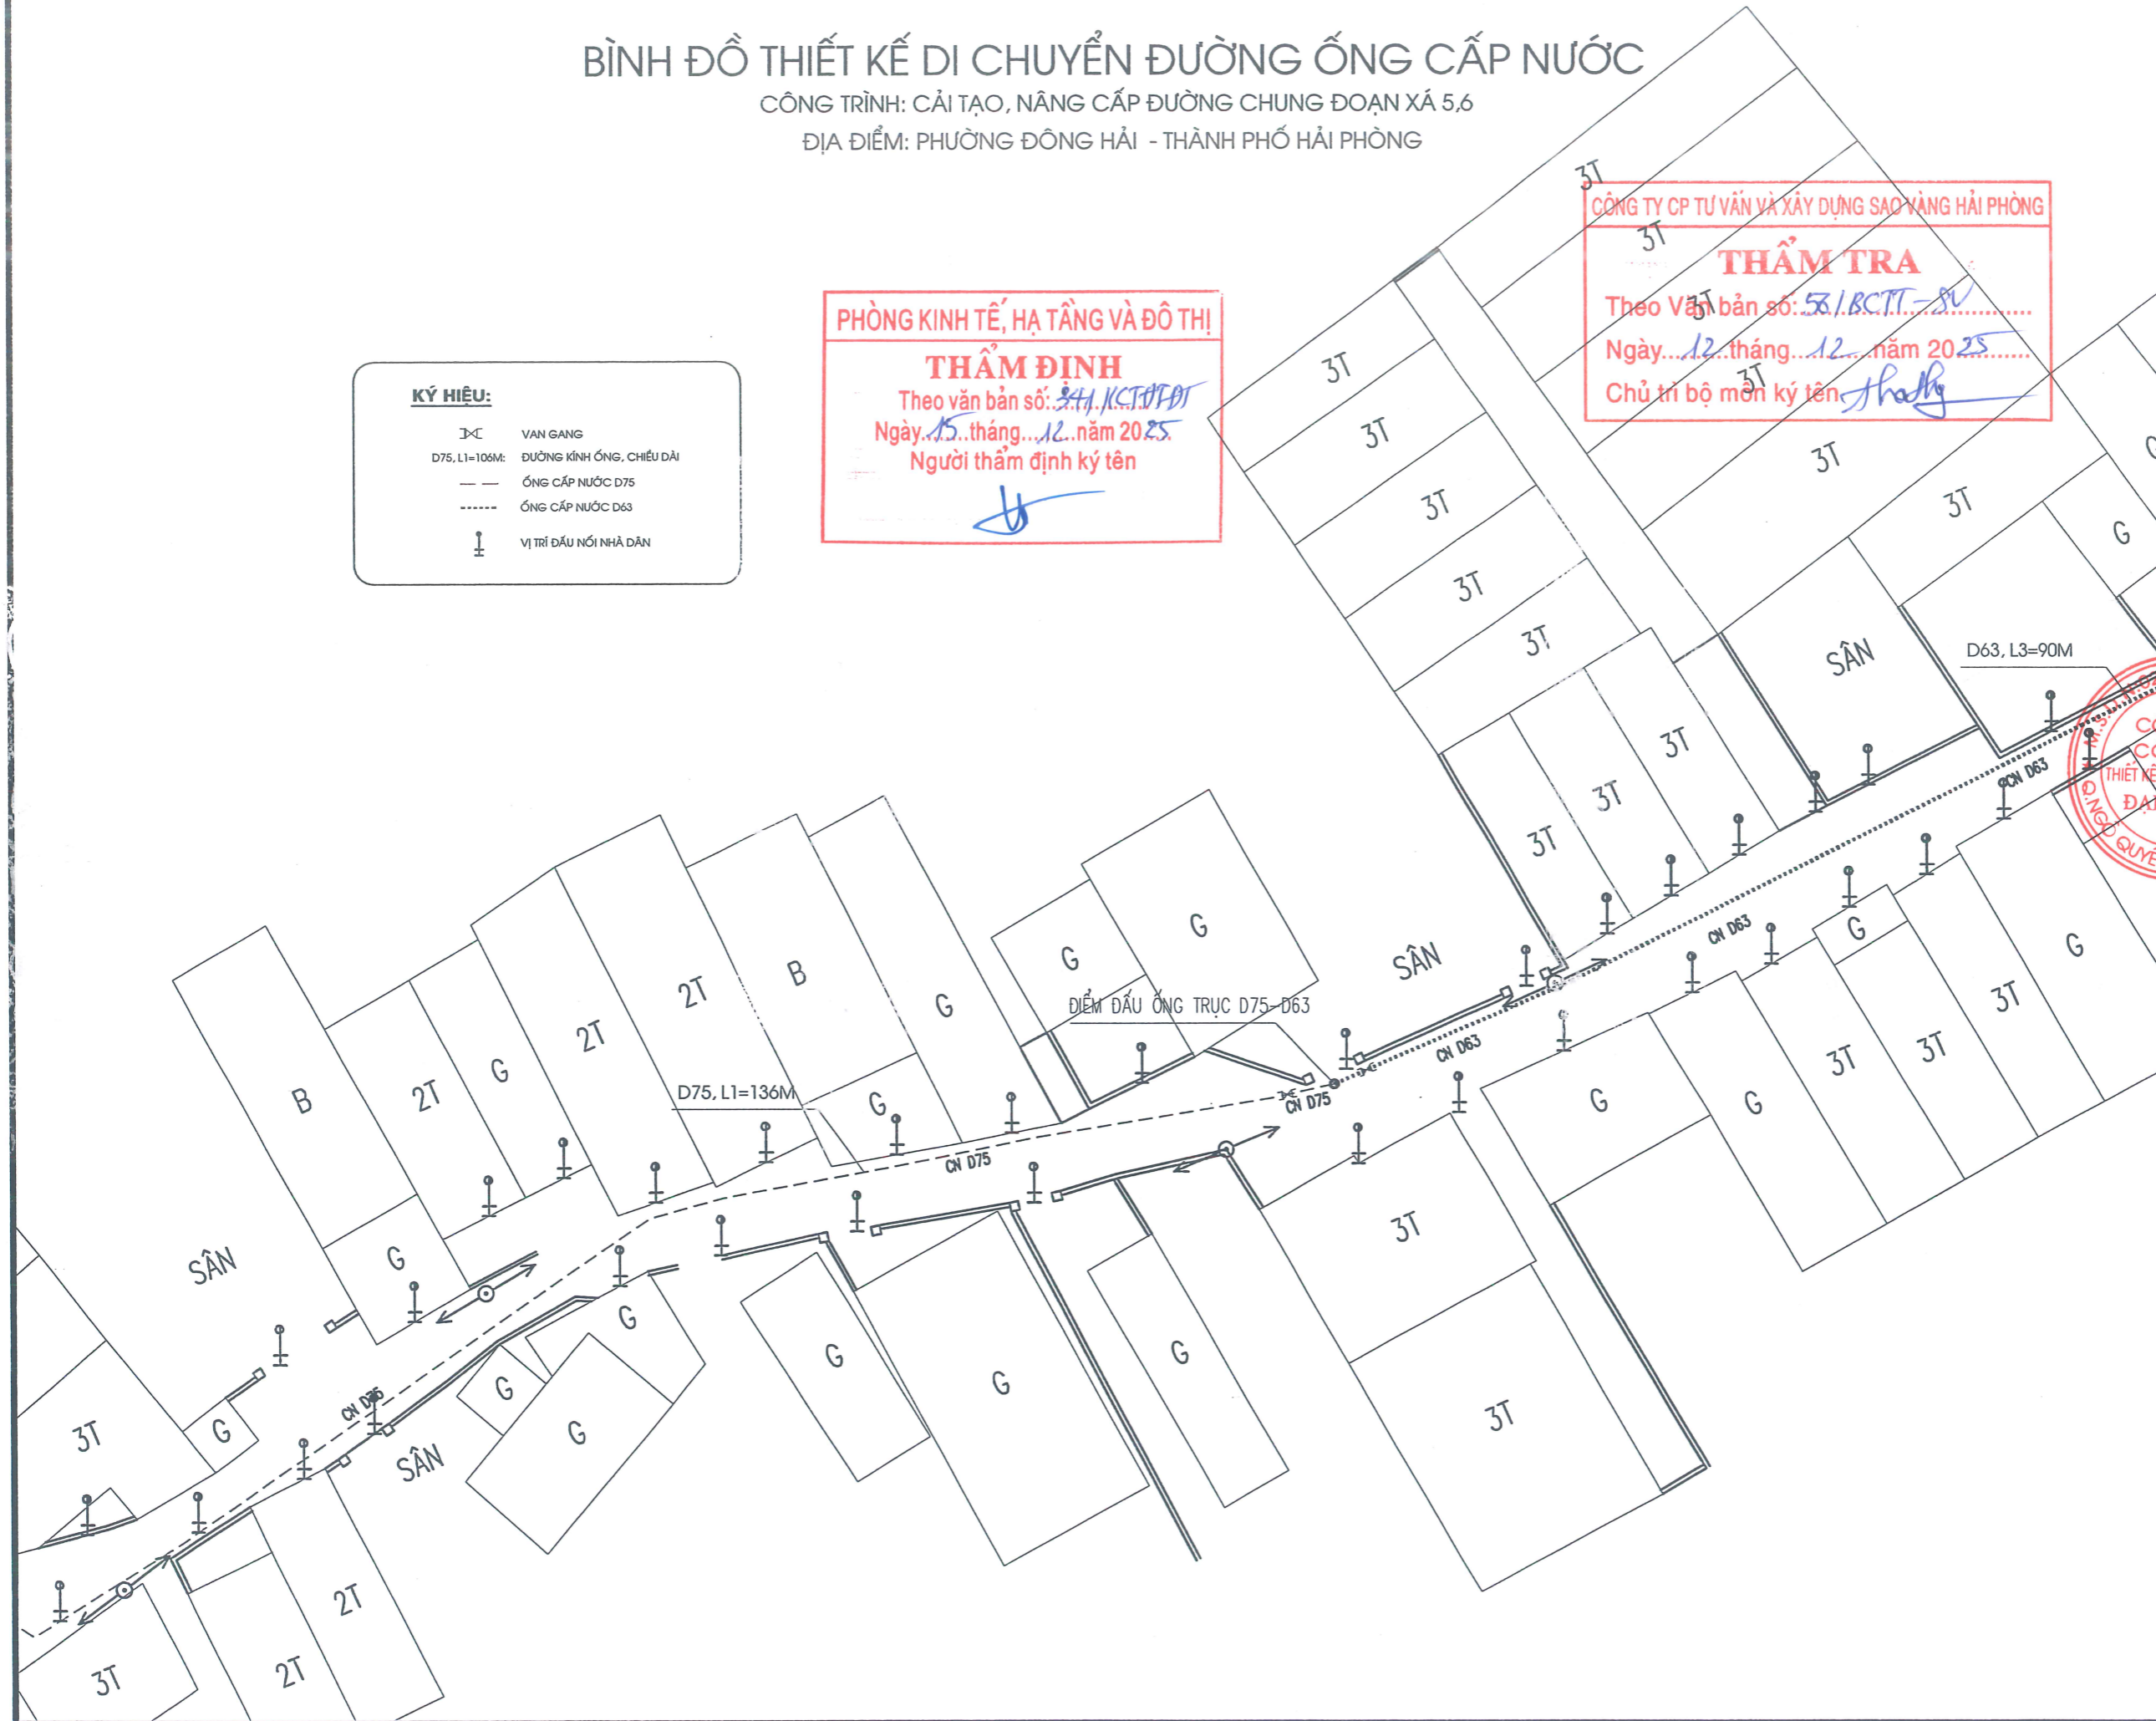 BÌNH ĐỒ THIẾT KẾ DI CHUYỂN ĐƯỜNG ỐNG CẤP NƯỚC
CÔNG TRÌNH: CẢI TẠO, NÂNG CẤP ĐƯỜNG CHUNG ĐOẠN XÁ 5,6
ĐỊA ĐIỂM: PHƯỜNG ĐÔNG HẢI - THÀNH PHỐ HẢI PHÒNG
CÔNG TY CP TƯ VẤN VÀ XÂY DỰNG SAO VÀNG HẢI PHÒNG
THẨM TRA
Theo Văn bản số: 58/BCTT-SV
Ngày 12 tháng 12 năm 2025
Chủ trì bộ môn ký tên
PHÒNG KINH TẾ, HẠ TẦNG VÀ ĐÔ THỊ
THẨM ĐỊNH
Theo văn bản số: 341/KCTĐTĐT
Ngày 15 tháng 12 năm 2025
Người thẩm định ký tên
KÝ HIỆU:
VAN GANG
D75, L1=106M: ĐƯỜNG KÍNH ỐNG, CHIỀU DÀI
ỐNG CẤP NƯỚC D75
ỐNG CẤP NƯỚC D63
VỊ TRÍ ĐẤU NỐI NHÀ DÂN
3T
3T
3T
3T
3T
3T
3T
3T
3T
3T
3T
G
SÂN
D63, L3=90M
THIẾT KẾ
Q.NGÔ QUYỀ
3T
3T
3T
CN D63
CN D63
CN D63
SÂN
G
G
G
3T
3T
3T
G
G
ĐIỂM ĐẤU ỐNG TRỤC D75-D63
G
G
G
B
2T
2T
G
2T
B
D75, L1=136M
CN D75
CN D75
3T
3T
G
G
G
G
G
G
G
SÂN
CN D75
SÂN
3T
G
2T
2T
3T